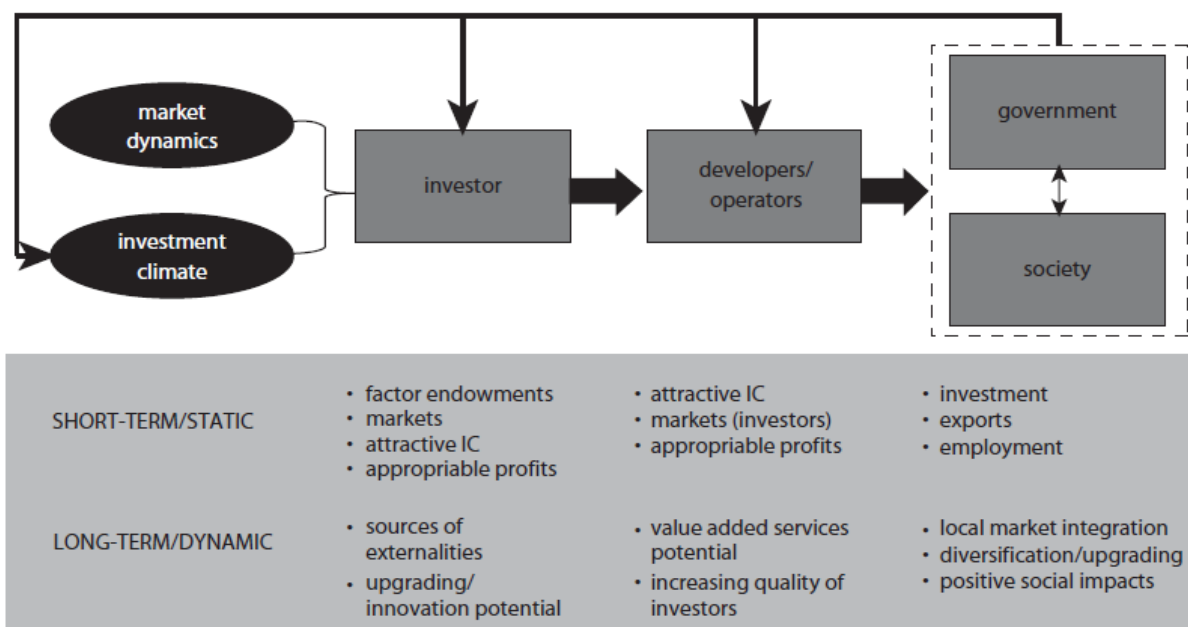 market
dynamics
investment
climate
investor
developers/
operators
government
society
SHORT-TERM/STATIC
• factor endowments
• markets
• attractive IC
• appropriable profits
• attractive IC
• markets (investors)
• appropriable profits
• investment
• exports
• employment
LONG-TERM/DYNAMIC
• sources of
externalities
• upgrading/
innovation potential
• value added services
potential
• increasing quality of
investors
• local market integration
• diversification/upgrading
• positive social impacts